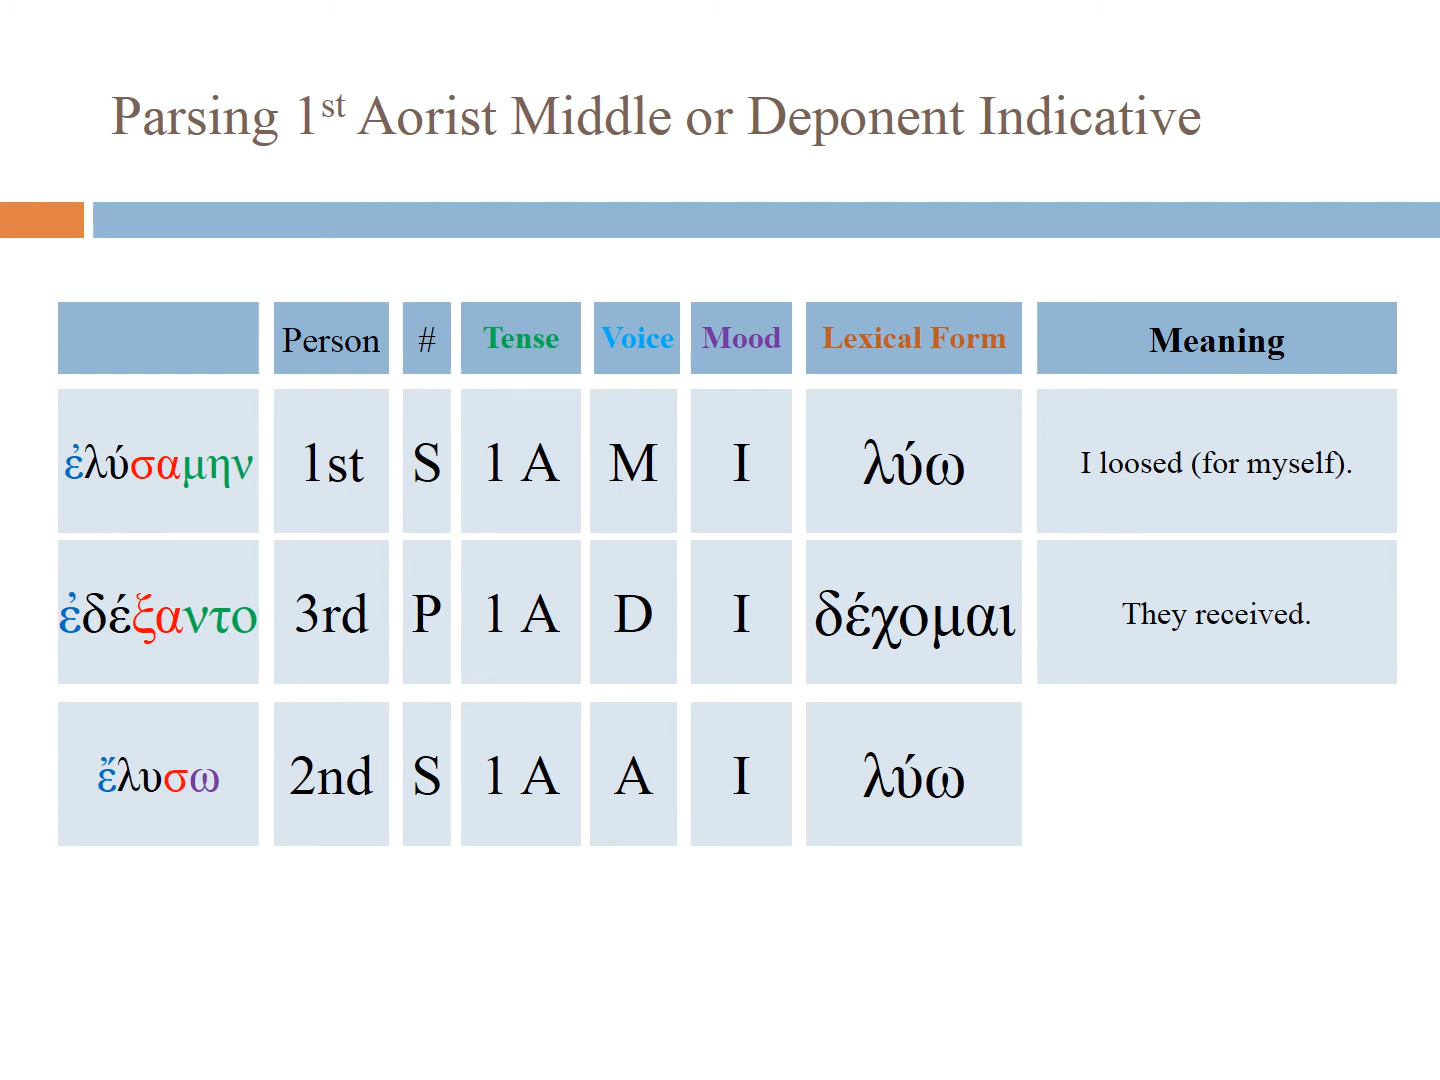 Parsing 1st Aorist Middle or Deponent Indicative
Person # Tense Voice Mood Lexical Form Meaning
ἐλύσαμην 1st S 1 A M I λύω I loosed (for myself).
ἐδέξαντο 3rd P 1 A D I δέχομαι They received.
ἔλυσω 2nd S 1 A A I λύω